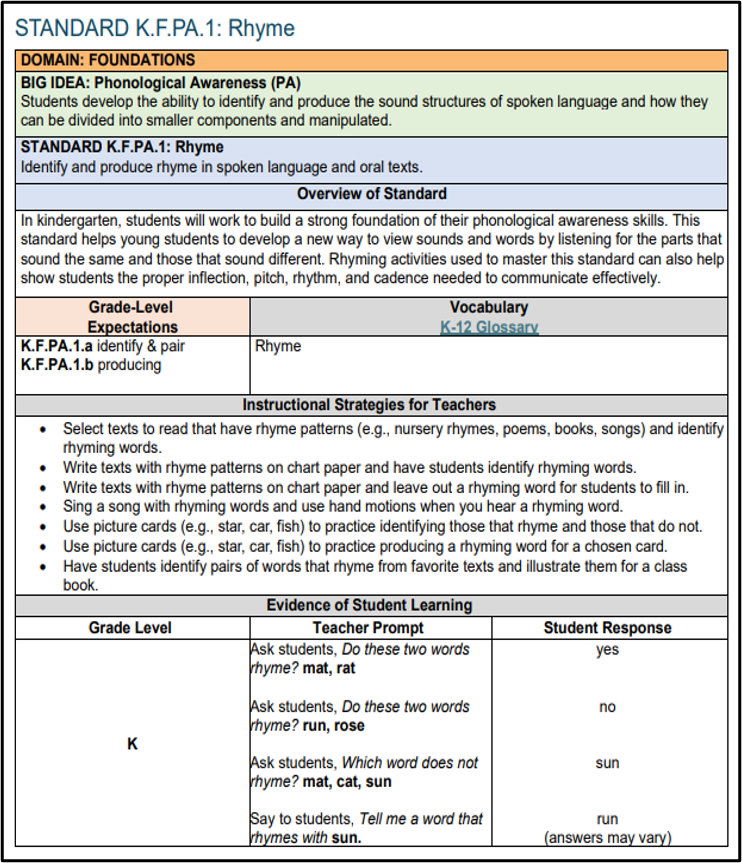 STANDARD K.F.PA.1: Rhyme
DOMAIN: FOUNDATIONS
BIG IDEA: Phonological Awareness (PA)
Students develop the ability to identify and produce the sound structures of spoken language and how they
can be divided into smaller components and manipulated.
STANDARD K.F.PA.1: Rhyme
Identify and produce rhyme in spoken language and oral texts.
Overview of Standard
In kindergarten, students will work to build a strong foundation of their phonological awareness skills. This
standard helps young students to develop a new way to view sounds and words by listening for the parts that
sound the same and those that sound different. Rhyming activities used to master this standard can also help
show students the proper inflection, pitch, rhythm, and cadence needed to communicate effectively.
Grade-Level
Expectations
Vocabulary
K-12 Glossary
K.F.PA.1.a identify & pair
K.F.PA.1.b producing
Rhyme
Instructional Strategies for Teachers
• Select texts to read that have rhyme patterns (e.g., nursery rhymes, poems, books, songs) and identify
rhyming words.
• Write texts with rhyme patterns on chart paper and have students identify rhyming words.
• Write texts with rhyme patterns on chart paper and leave out a rhyming word for students to fill in.
• Sing a song with rhyming words and use hand motions when you hear a rhyming word.
• Use picture cards (e.g., star, car, fish) to practice identifying those that rhyme and those that do not.
• Use picture cards (e.g., star, car, fish) to practice producing a rhyming word for a chosen card.
• Have students identify pairs of words that rhyme from favorite texts and illustrate them for a class
book.
Evidence of Student Learning
Grade Level
Teacher Prompt
Student Response
K
Ask students, Do these two words
rhyme? mat, rat
yes
Ask students, Do these two words
rhyme? run, rose
no
Ask students, Which word does not
rhyme? mat, cat, sun
sun
Say to students, Tell me a word that
rhymes with sun.
run
(answers may vary)